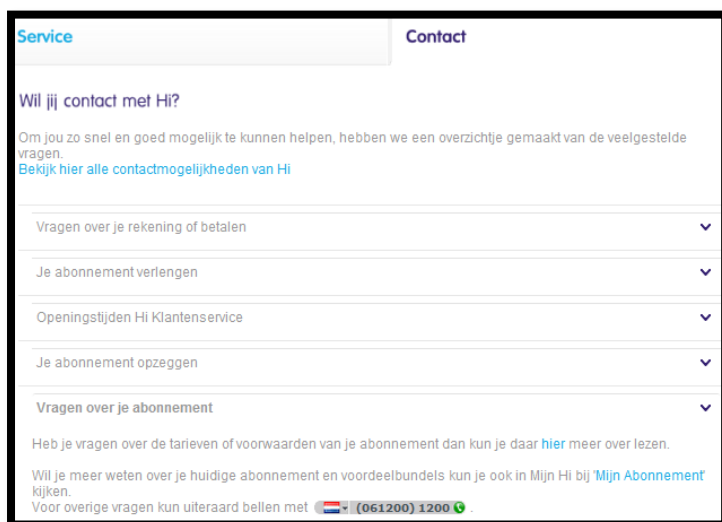 Service
Contact
Wil jij contact met Hi?
Om jou zo snel en goed mogelijk te kunnen helpen, hebben we een overzichtje gemaakt van de veelgestelde
vragen.
Bekijk hier alle contactmogelijkheden van Hi
Vragen over je rekening of betalen
Je abonnement verlengen
Openingstijden Hi Klantenservice
Je abonnement opzeggen
Vragen over je abonnement
Heb je vragen over de tarieven of voorwaarden van je abonnement dan kun je daar hier meer over lezen.
Wil je meer weten over je huidige abonnement en voordeelbundels kun je ook in Mijn Hi bij 'Mijn Abonnement'
kijken.
Voor overige vragen kun uiteraard bellen met (061200) 1200 .